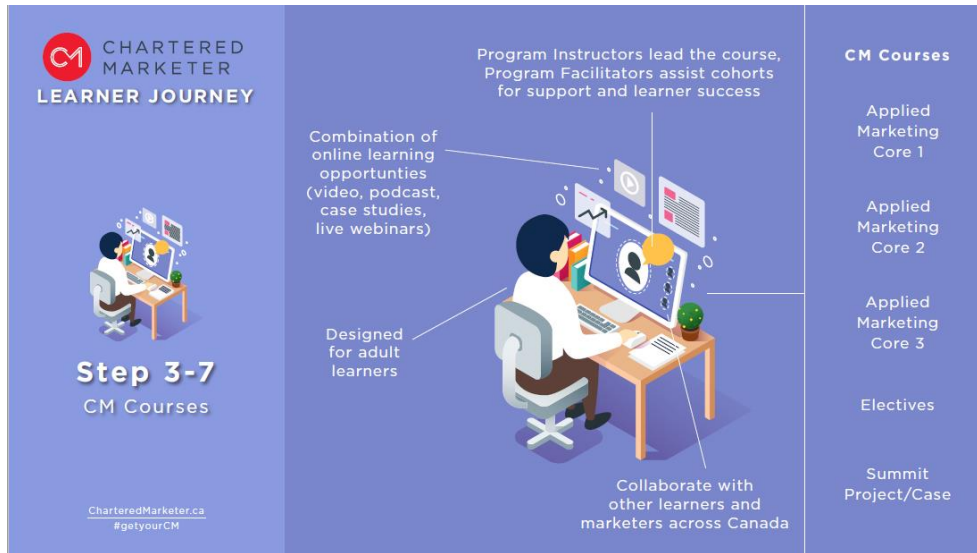 CM
CHARTERED
MARKETER
LEARNER JOURNEY
Step 3-7
CM Courses
CharteredMarketer.ca
#getyourCM
Program Instructors lead the course,
Program Facilitators assist cohorts
for support and learner success
Combination of
online learning
opportunties
(video, podcast,
case studies,
live webinars)
Designed
for adult
learners
Collaborate with
other learners and
marketers across Canada
CM Courses
Applied
Marketing
Core 1
Applied
Marketing
Core 2
Applied
Marketing
Core 3
Electives
Summit
Project/Case